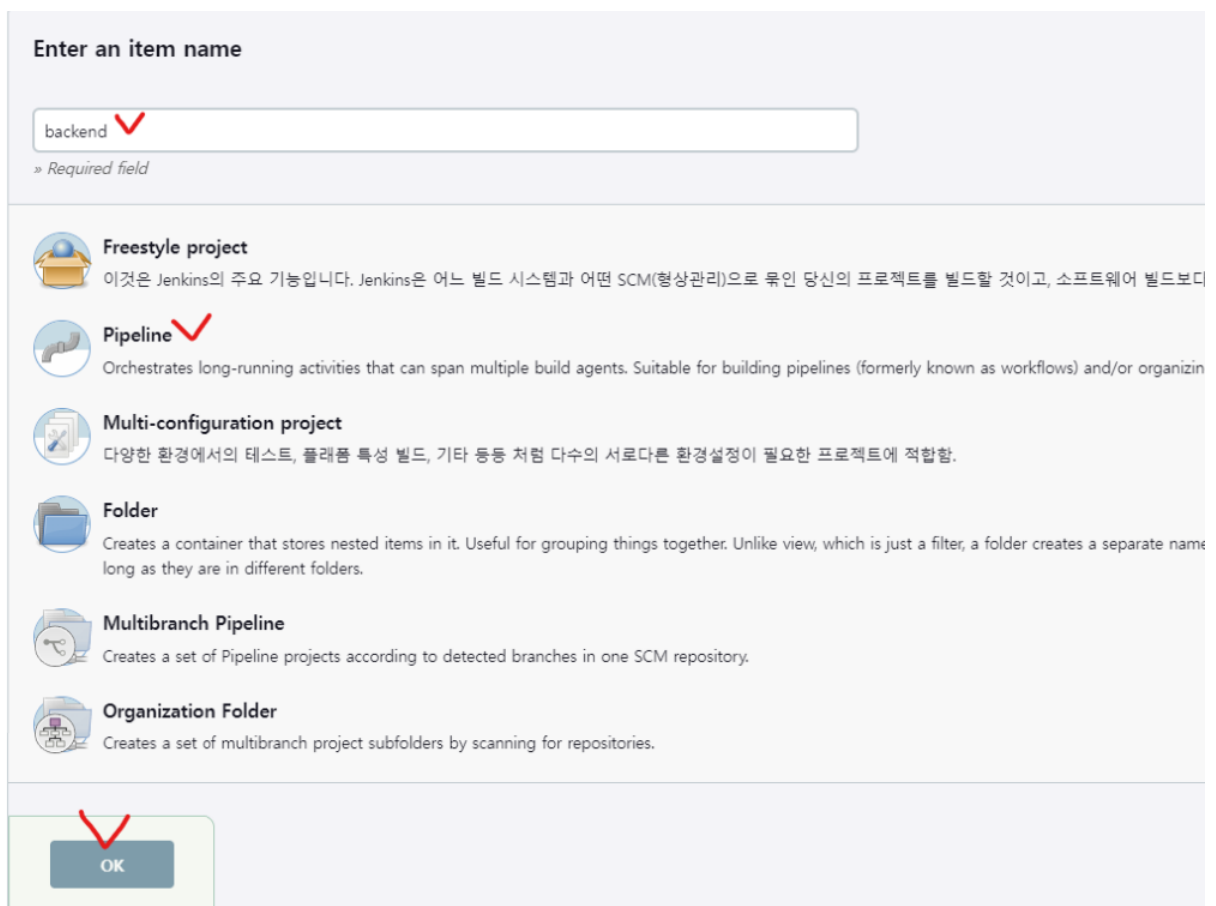 Enter an item name
backend
» Required field
Freestyle project
이것은 Jenkins의 주요 기능입니다. Jenkins은 어느 빌드 시스템과 어떤 SCM(형상관리)으로 묶인 당신의 프로젝트를 빌드할 것이고, 소프트웨어 빌드보다
Pipeline
Orchestrates long-running activities that can span multiple build agents. Suitable for building pipelines (formerly known as workflows) and/or organizin
Multi-configuration project
다양한 환경에서의 테스트, 플래폼 특성 빌드, 기타 등등 처럼 다수의 서로다른 환경설정이 필요한 프로젝트에 적합함.
Folder
Creates a container that stores nested items in it. Useful for grouping things together. Unlike view, which is just a filter, a folder creates a separate name
long as they are in different folders.
Multibranch Pipeline
Creates a set of Pipeline projects according to detected branches in one SCM repository.
Organization Folder
Creates a set of multibranch project subfolders by scanning for repositories.
OK